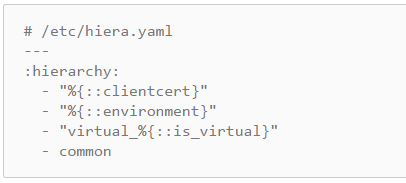 # /etc/hiera.yaml
---
:hierarchy:
  - "%{::clientcert}"
  - "%{::environment}"
  - "virtual_%{::is_virtual}"
  - common